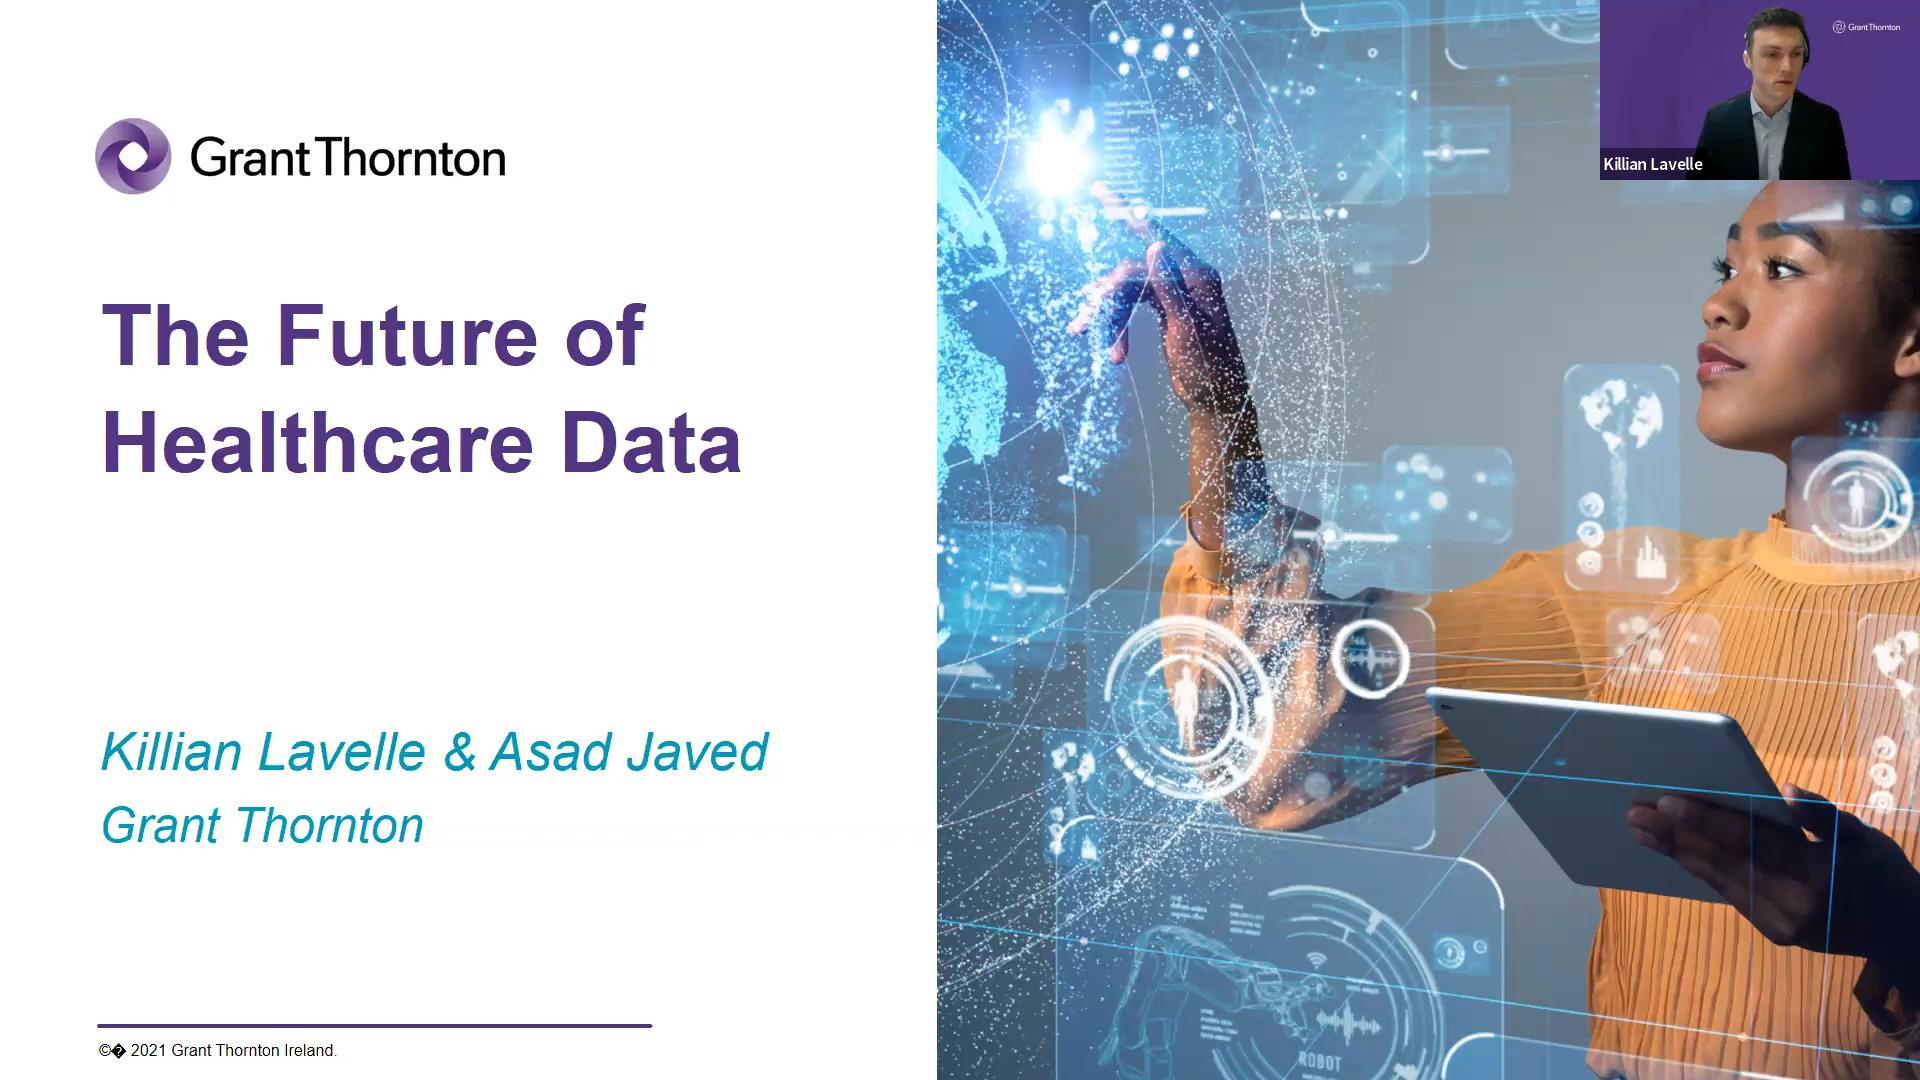 Grant Thornton
The Future of
Healthcare Data
Killian Lavelle & Asad Javed
Grant Thornton
©� 2021 Grant Thornton Ireland.
Grant Thornton
Killian Lavelle
ROBOT